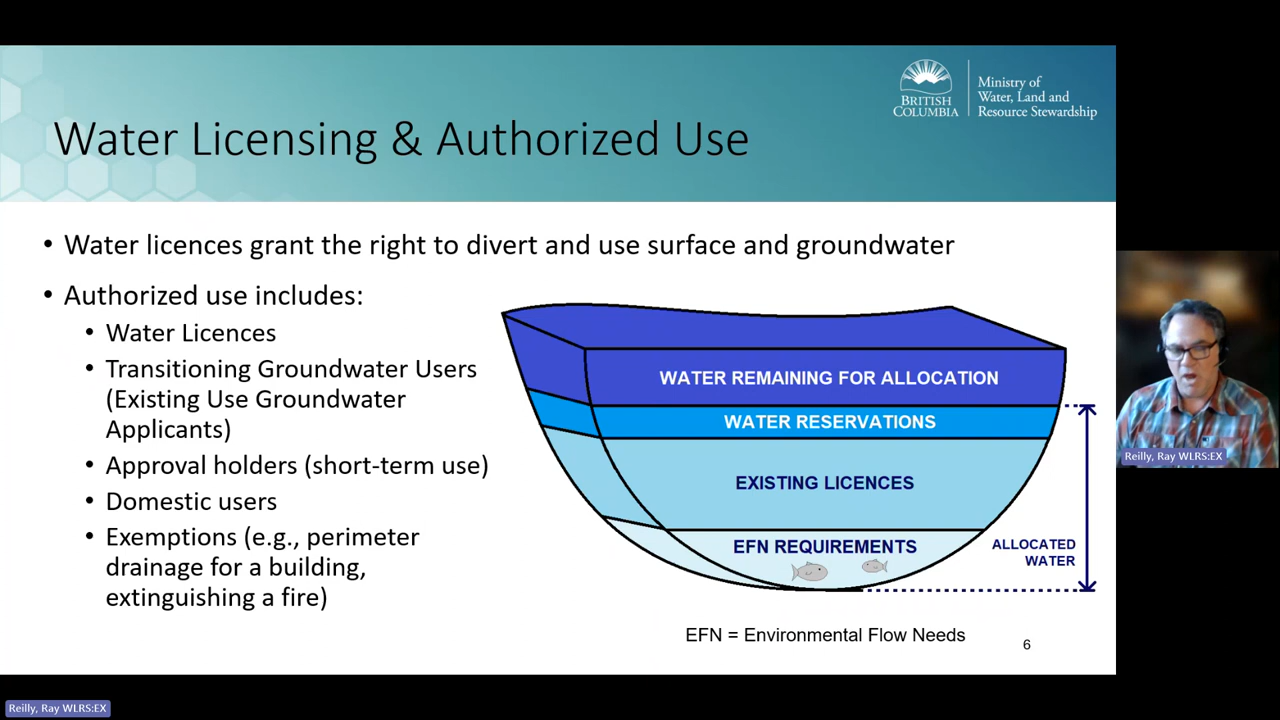 BRITISH
COLUMBIA
Ministry of
Water, Land and
Resource Stewardship
Water Licensing & Authorized Use
• Water licences grant the right to divert and use surface and groundwater
• Authorized use includes:
• Water Licences
• Transitioning Groundwater Users
(Existing Use Groundwater
Applicants)
• Approval holders (short-term use)
• Domestic users
• Exemptions (e.g., perimeter
drainage for a building,
extinguishing a fire)
WATER REMAINING FOR ALLOCATION
WATER RESERVATIONS
EXISTING LICENCES
EFN REQUIREMENTS
ALLOCATED
WATER
EFN = Environmental Flow Needs
6
Reilly, Ray WLRS:EX
Reilly, Ray WLRS:EX